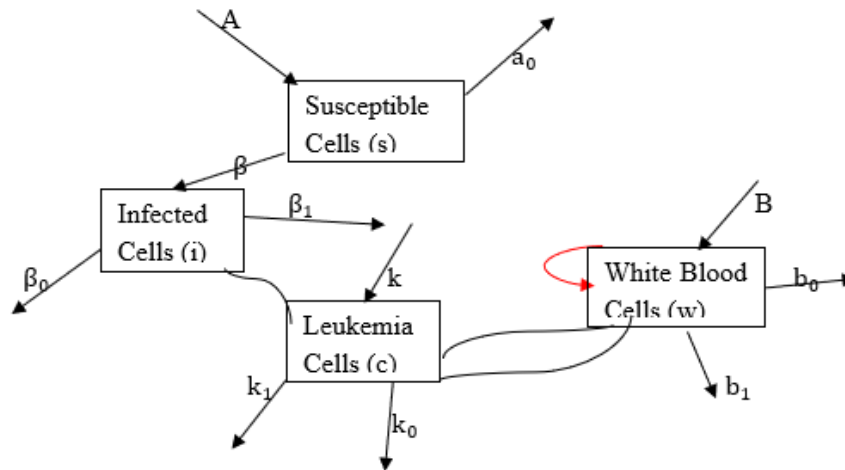 A
a₀
Susceptible
Cells (s)
β
Infected
Cells (i)
β₁
β₀
k
B
White Blood
Cells (w)
b₀
Leukemia
Cells (c)
k₁
k₀
b₁